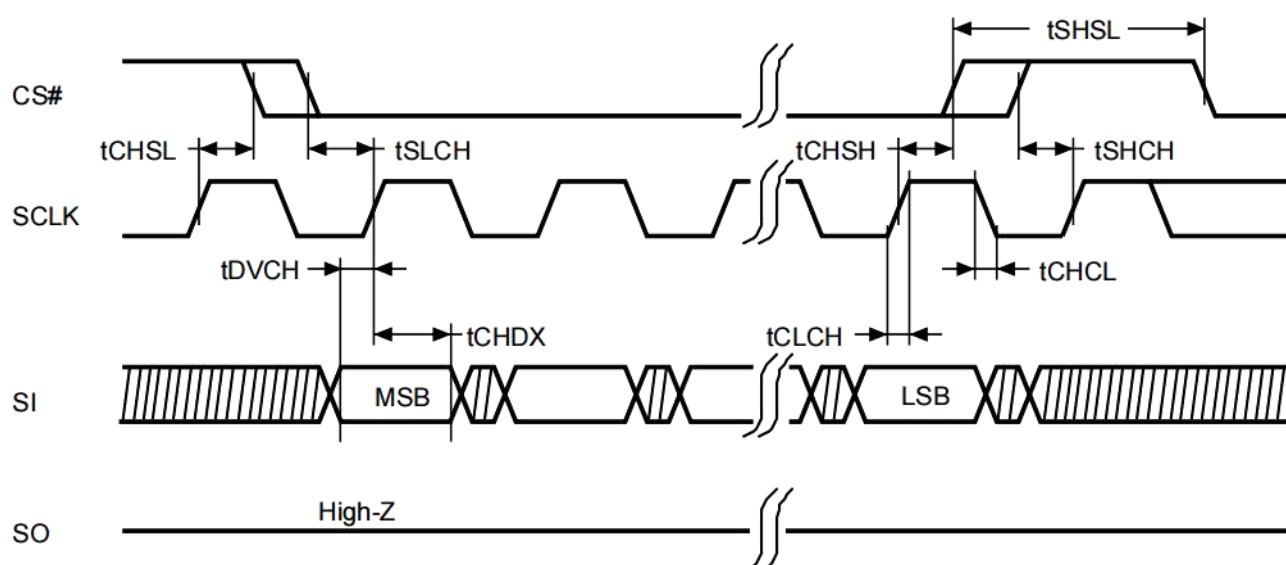 tSHSL
CS#
tCHSL
tSLCH
tCHSH
tSHCH
SCLK
tDVCH
tCHCL
tCHDX
tCLCH
SI
MSB
LSB
High-Z
SO